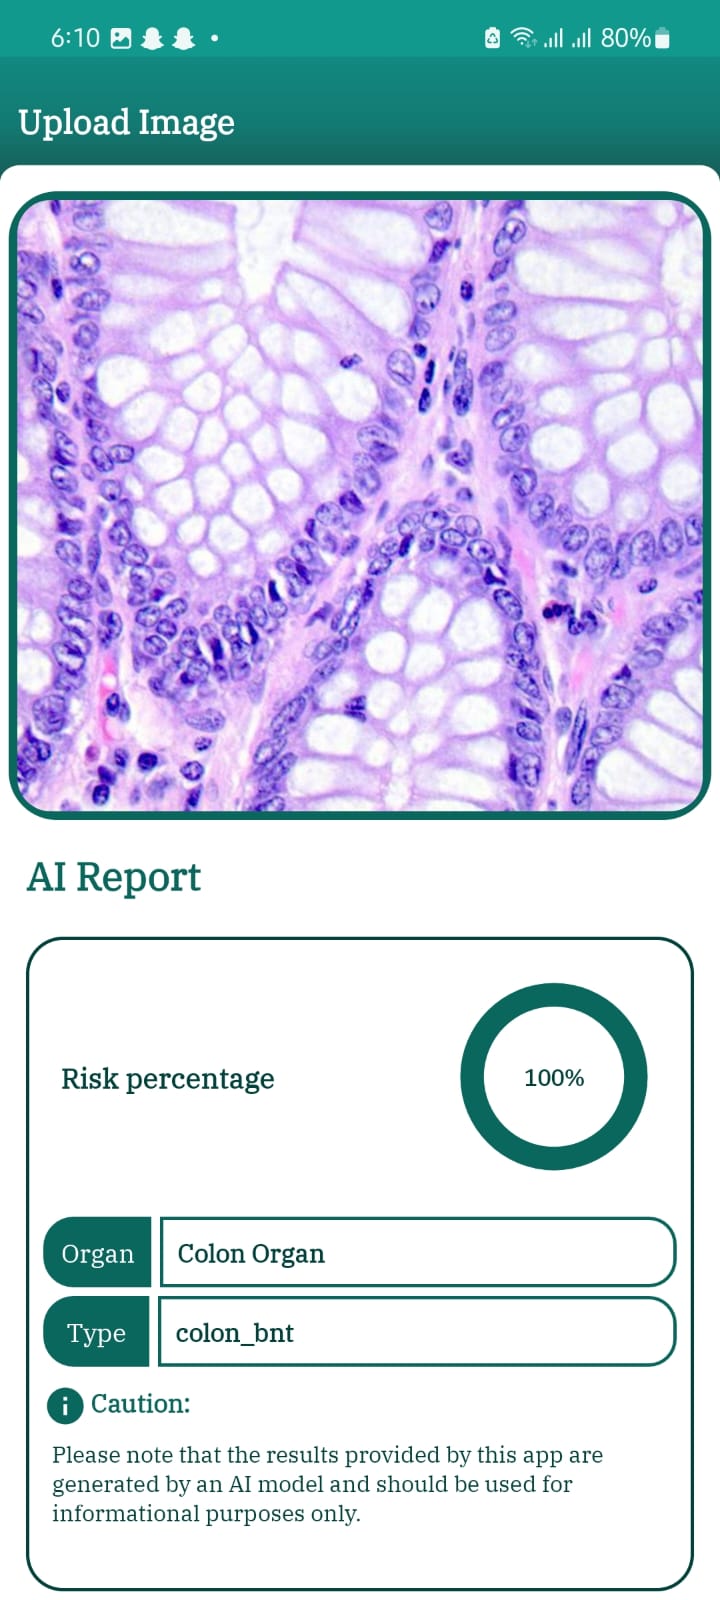 6:10
80%
Upload Image
AI Report
Risk percentage
100%
Organ
Colon Organ
Type
colon_bnt
Caution:
Please note that the results provided by this app are
generated by an AI model and should be used for
informational purposes only.